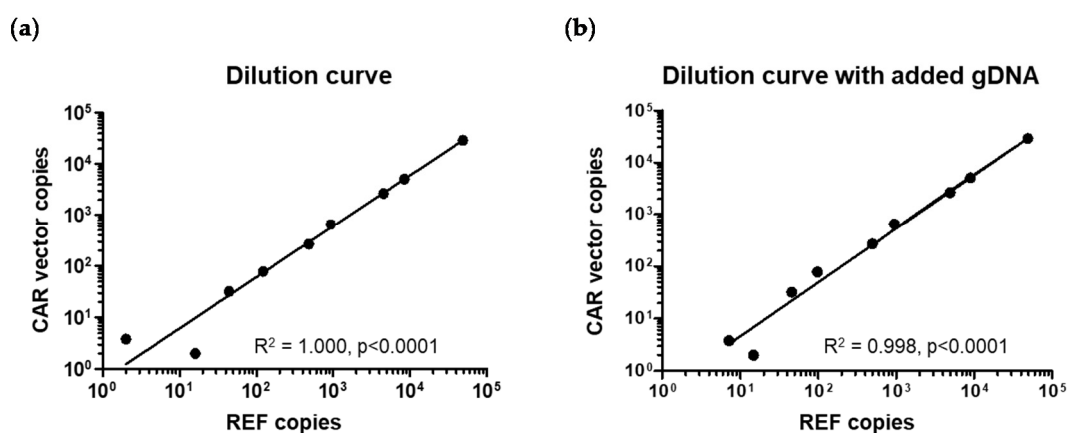 (a)
Dilution curve
CAR vector copies
10⁵
10⁴
10³
10²
10¹
10⁰
10⁰ 10¹ 10² 10³ 10⁴ 10⁵
R² = 1.000, p<0.0001
REF copies
(b)
Dilution curve with added gDNA
CAR vector copies
10⁵
10⁴
10³
10²
10¹
10⁰
10⁰ 10¹ 10² 10³ 10⁴ 10⁵
R² = 0.998, p<0.0001
REF copies